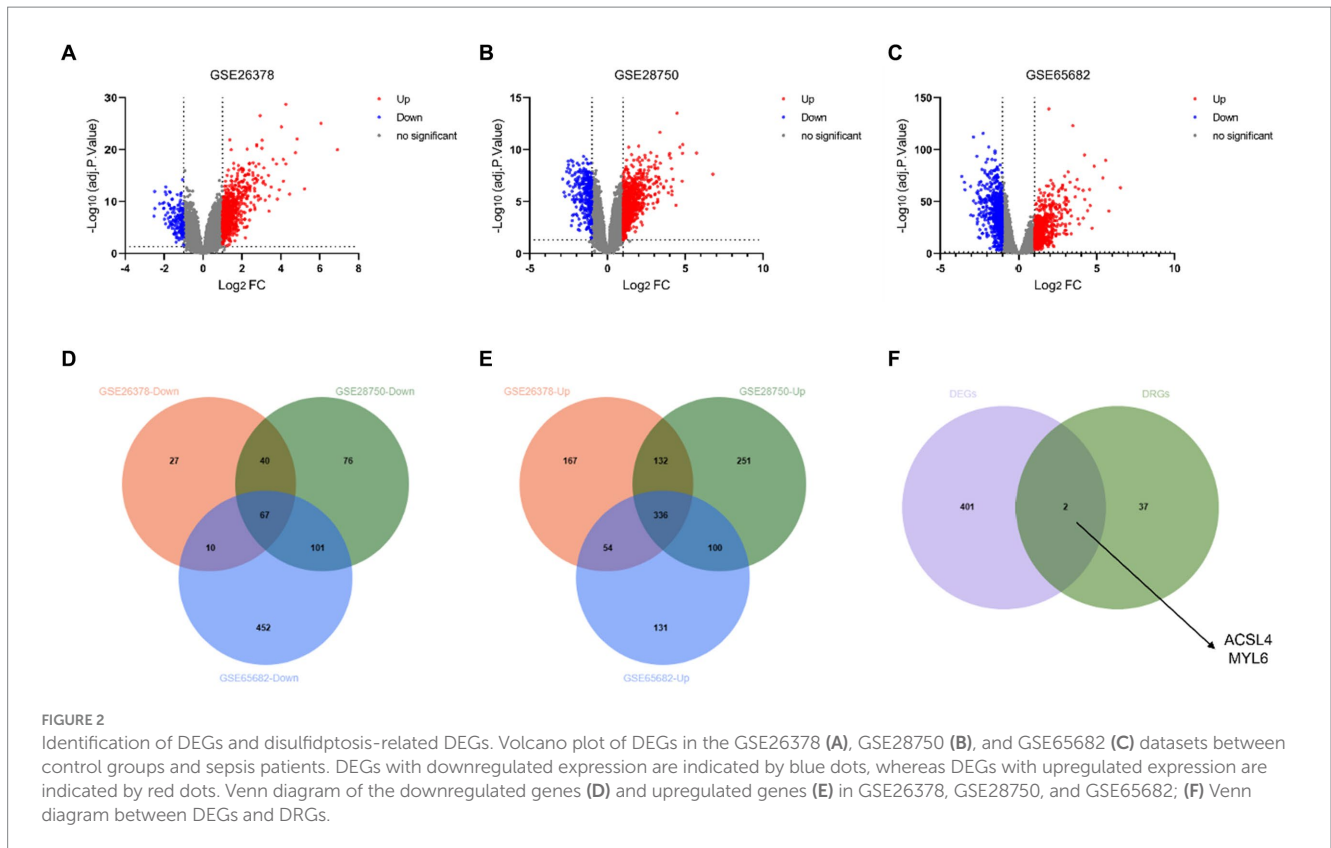 A
GSE26378
30
20
10
0
-4
-2
0
2
4
6
8
-Log10 (adj.P.Value)
Log2 FC
Up
Down
no significant
B
GSE28750
15
10
5
0
-5
0
5
10
-Log10 (adj.P.Value)
Log2 FC
Up
Down
no significant
C
GSE65682
150
100
50
0
-5
0
5
10
-Log10 (adj.P.Value)
Log2 FC
Up
Down
no significant
D
GSE26378-Down
GSE28750-Down
27
40
76
67
10
101
452
GSE65682-Down
E
GSE26378-Up
GSE28750-Up
167
132
251
336
54
100
131
GSE65682-Up
F
DEGs
DRGs
401
2
37
ACSL4
MYL6
FIGURE 2
Identification of DEGs and disulfidptosis-related DEGs. Volcano plot of DEGs in the GSE26378 (A), GSE28750 (B), and GSE65682 (C) datasets between
control groups and sepsis patients. DEGs with downregulated expression are indicated by blue dots, whereas DEGs with upregulated expression are
indicated by red dots. Venn diagram of the downregulated genes (D) and upregulated genes (E) in GSE26378, GSE28750, and GSE65682; (F) Venn
diagram between DEGs and DRGs.